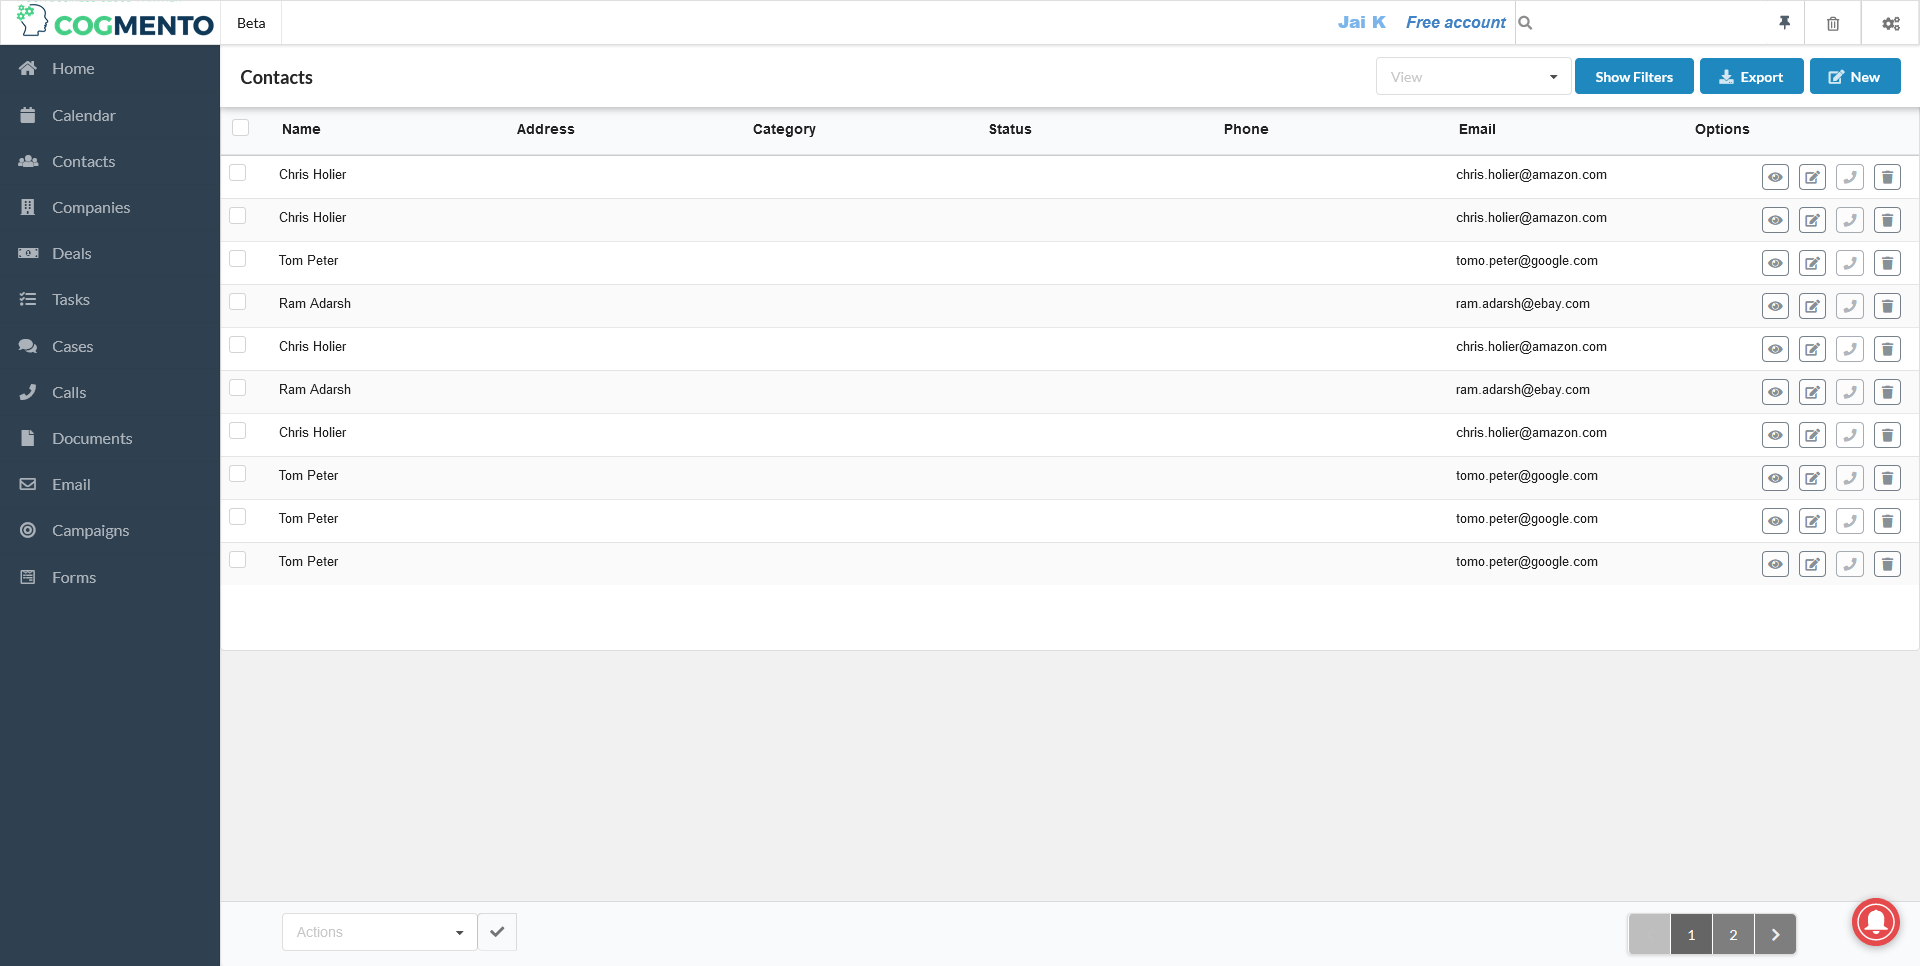 COGMENTO
Beta
Jai K
Free account
Home
Calendar
Contacts
Companies
Deals
Tasks
Cases
Calls
Documents
Email
Campaigns
Forms
Contacts
View
Show Filters
Export
New
Name Address Category Status Phone Email Options
Chris Holier chris.holier@amazon.com
Chris Holier chris.holier@amazon.com
Tom Peter tomo.peter@google.com
Ram Adarsh ram.adarsh@ebay.com
Chris Holier chris.holier@amazon.com
Ram Adarsh ram.adarsh@ebay.com
Chris Holier chris.holier@amazon.com
Tom Peter tomo.peter@google.com
Tom Peter tomo.peter@google.com
Tom Peter tomo.peter@google.com
Actions
1 2